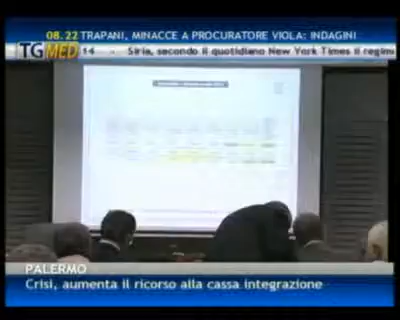 08.22 TRAPANI, MINACCE A PROCURATORE VIOLA: INDAGINI
TG MED
14 - Siria, secondo il quotidiano New York Times il regim
PALERMO
Crisi, aumenta il ricorso alla cassa integrazione